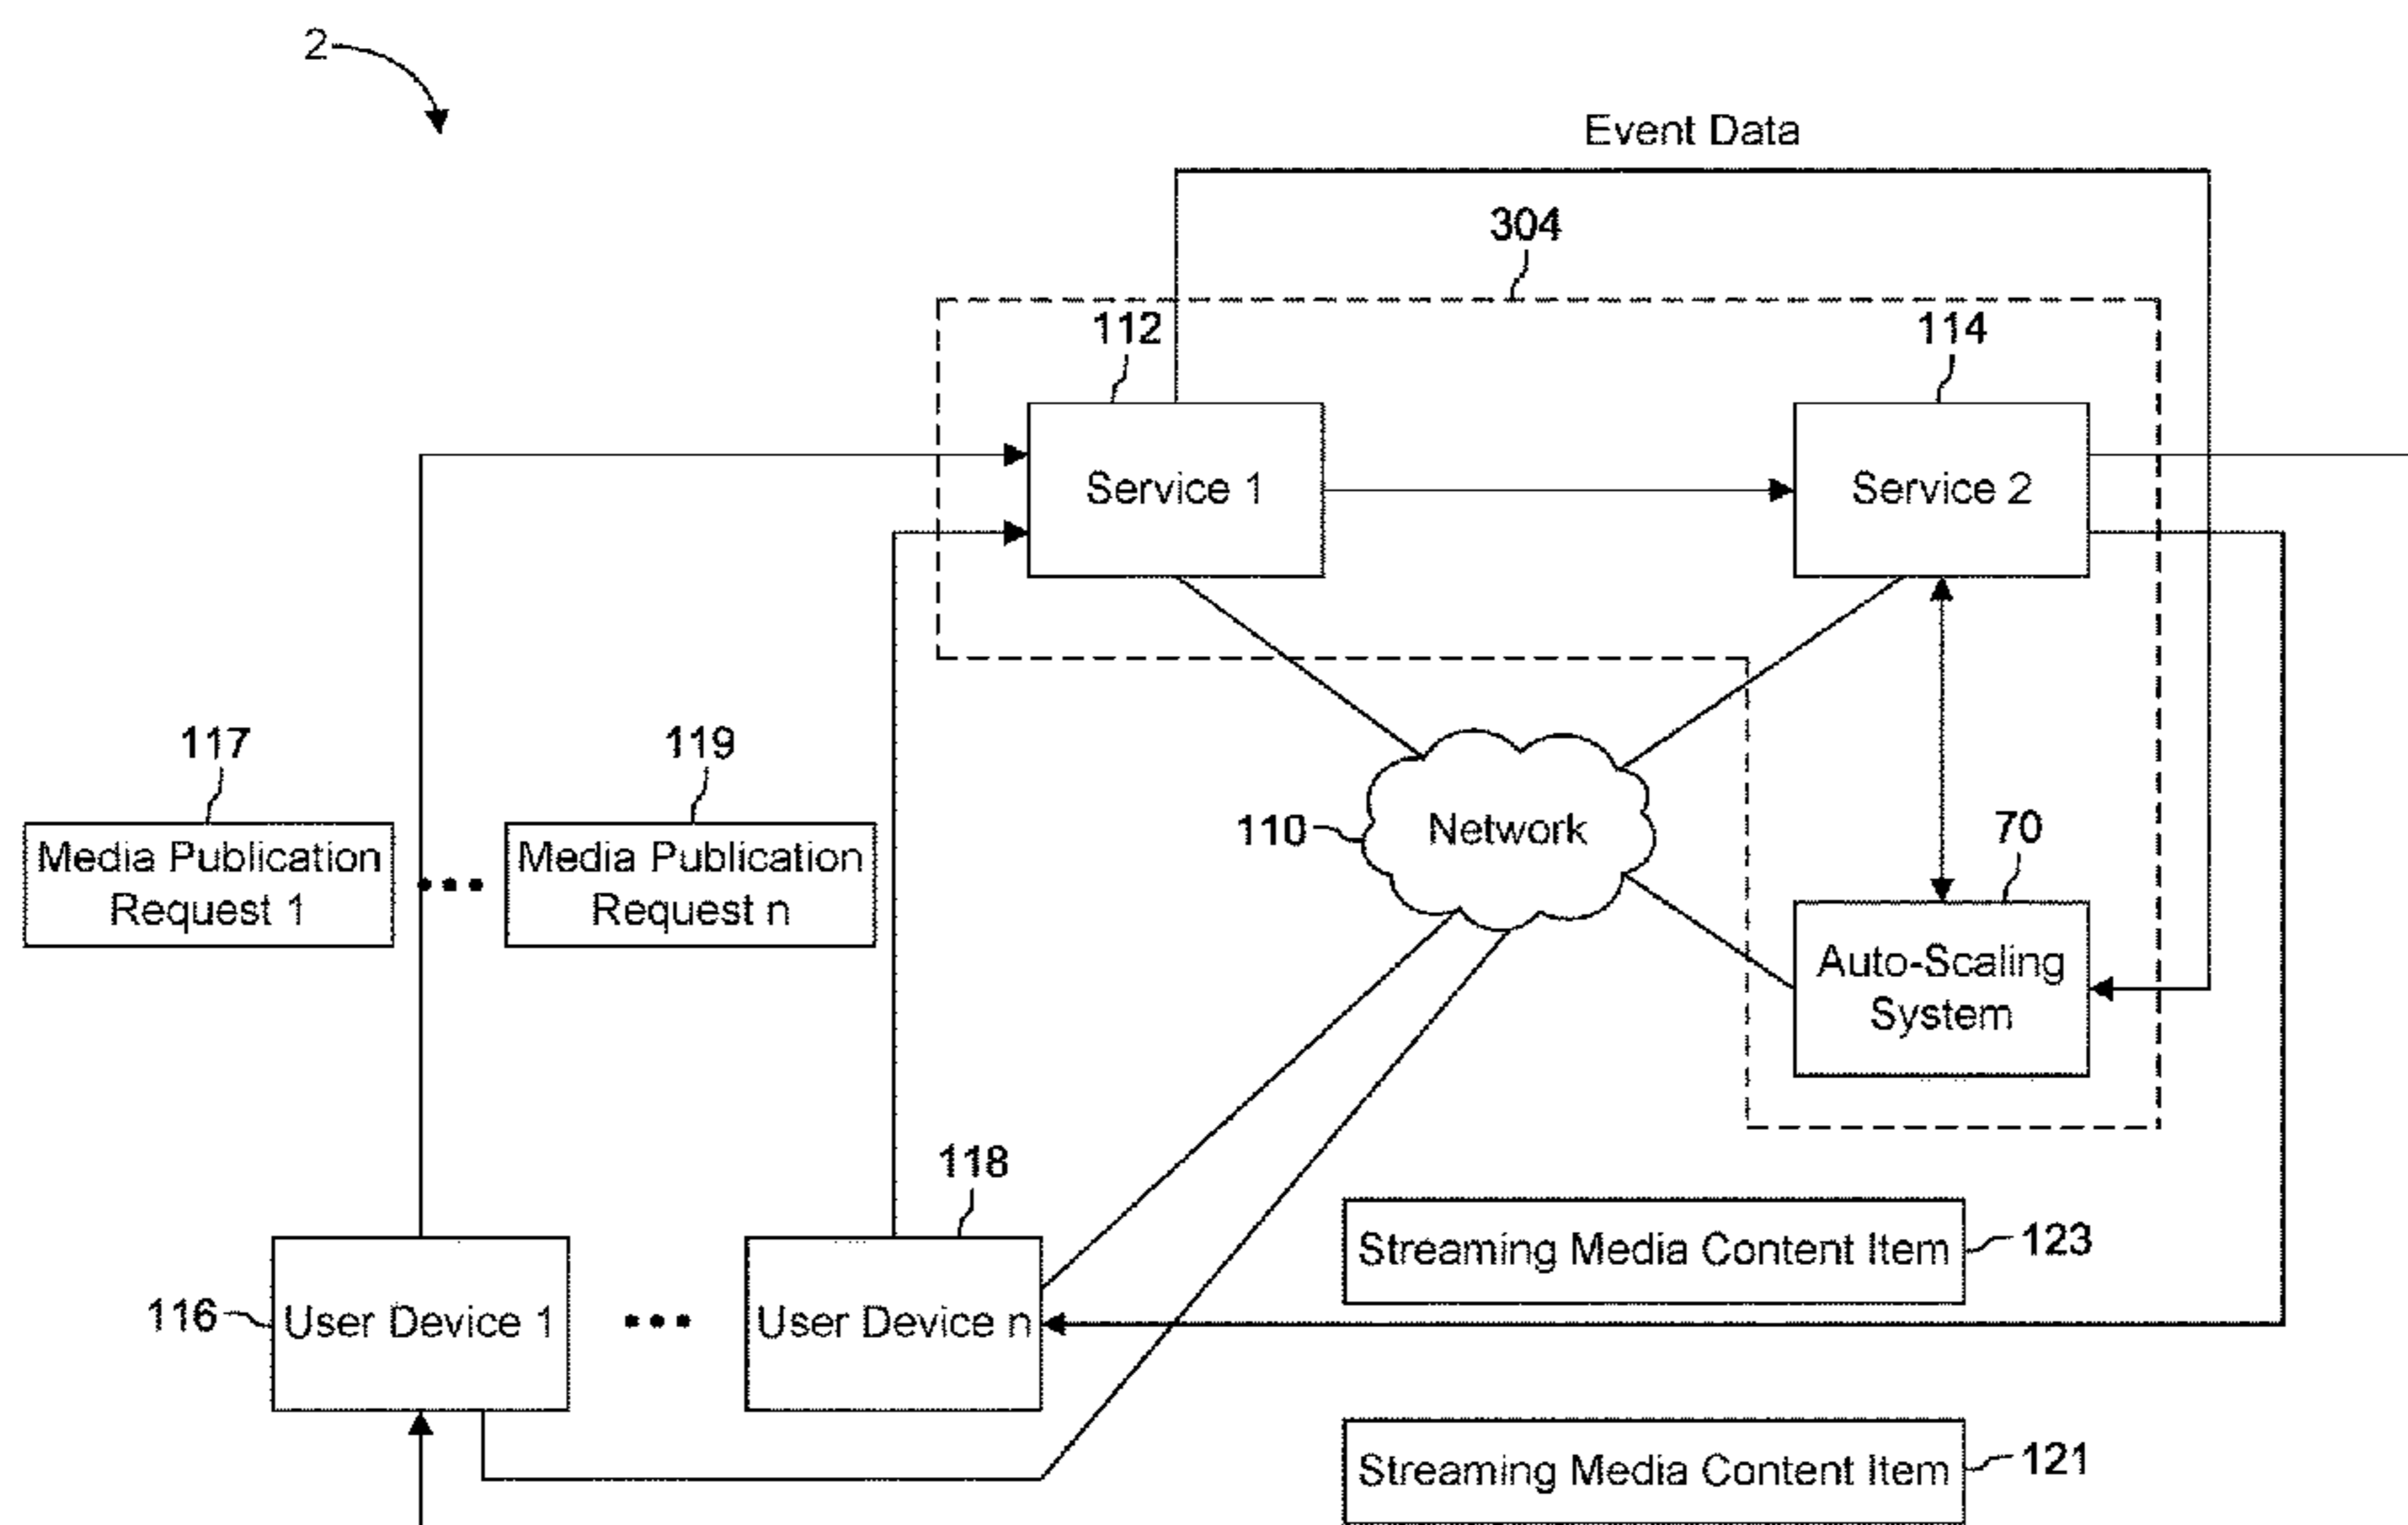 2
Event Data
304
112
114
Service 1
Service 2
117
119
Media Publication
Request 1
Media Publication
Request n
110
Network
70
Auto-Scaling
System
118
116
User Device 1
User Device n
Streaming Media Content Item
123
Streaming Media Content Item
121